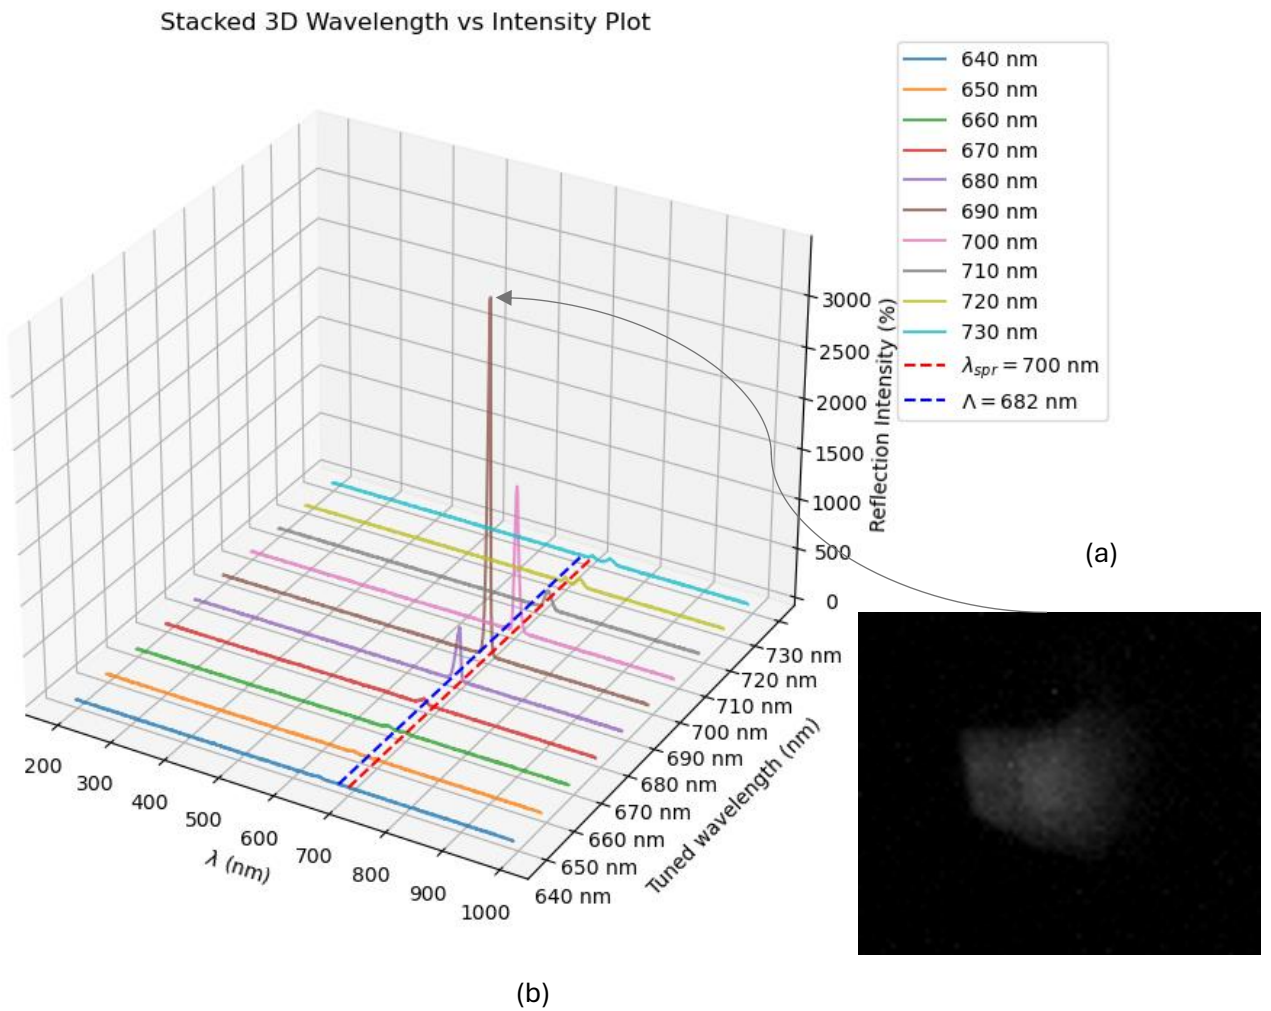 Stacked 3D Wavelength vs Intensity Plot
640 nm
650 nm
660 nm
670 nm
680 nm
690 nm
700 nm
710 nm
720 nm
730 nm
λspr = 700 nm
Λ = 682 nm
3000
2500
2000
1500
1000
500
0
Reflection Intensity (%)
730 nm
720 nm
710 nm
700 nm
690 nm
680 nm
670 nm
660 nm
650 nm
640 nm
Tuned wavelength (nm)
200
300
400
500
600
700
800
900
1000
λ (nm)
(a)
(b)